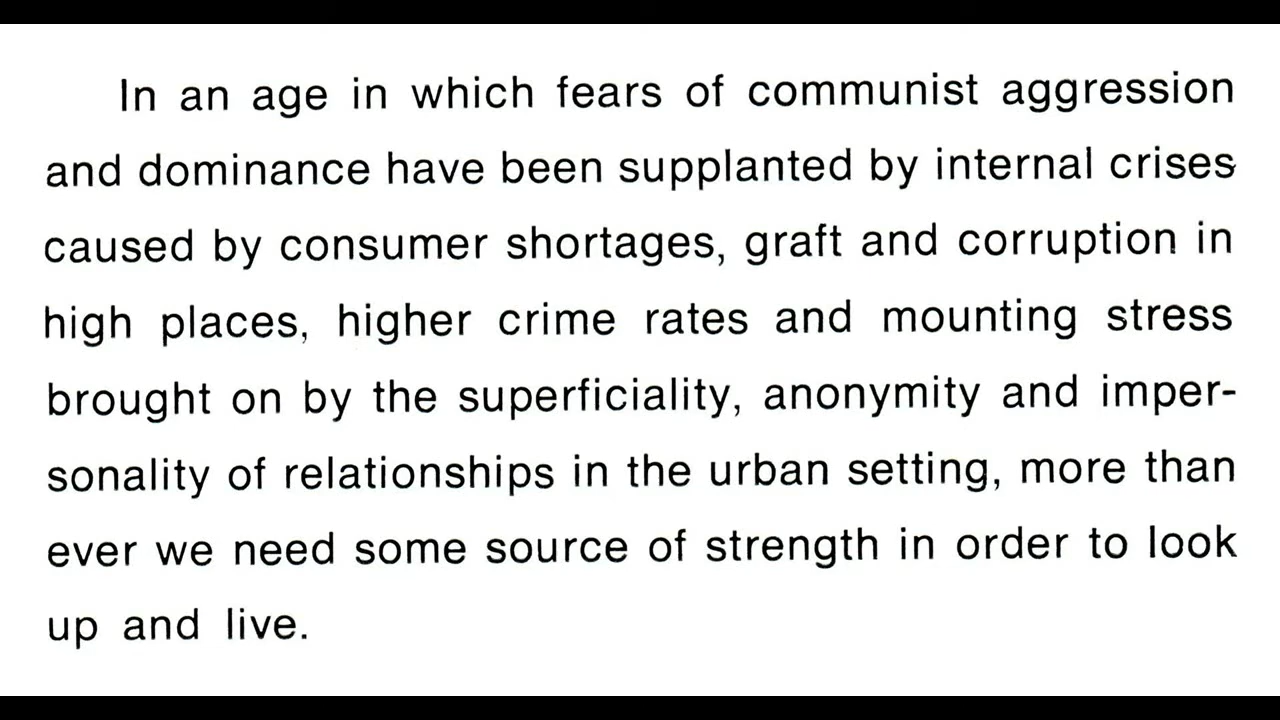 In an age in which fears of communist aggression
and dominance have been supplanted by internal crises
caused by consumer shortages, graft and corruption in
high places, higher crime rates and mounting stress
brought on by the superficiality, anonymity and imper-
sonality of relationships in the urban setting, more than
ever we need some source of strength in order to look
up and live.